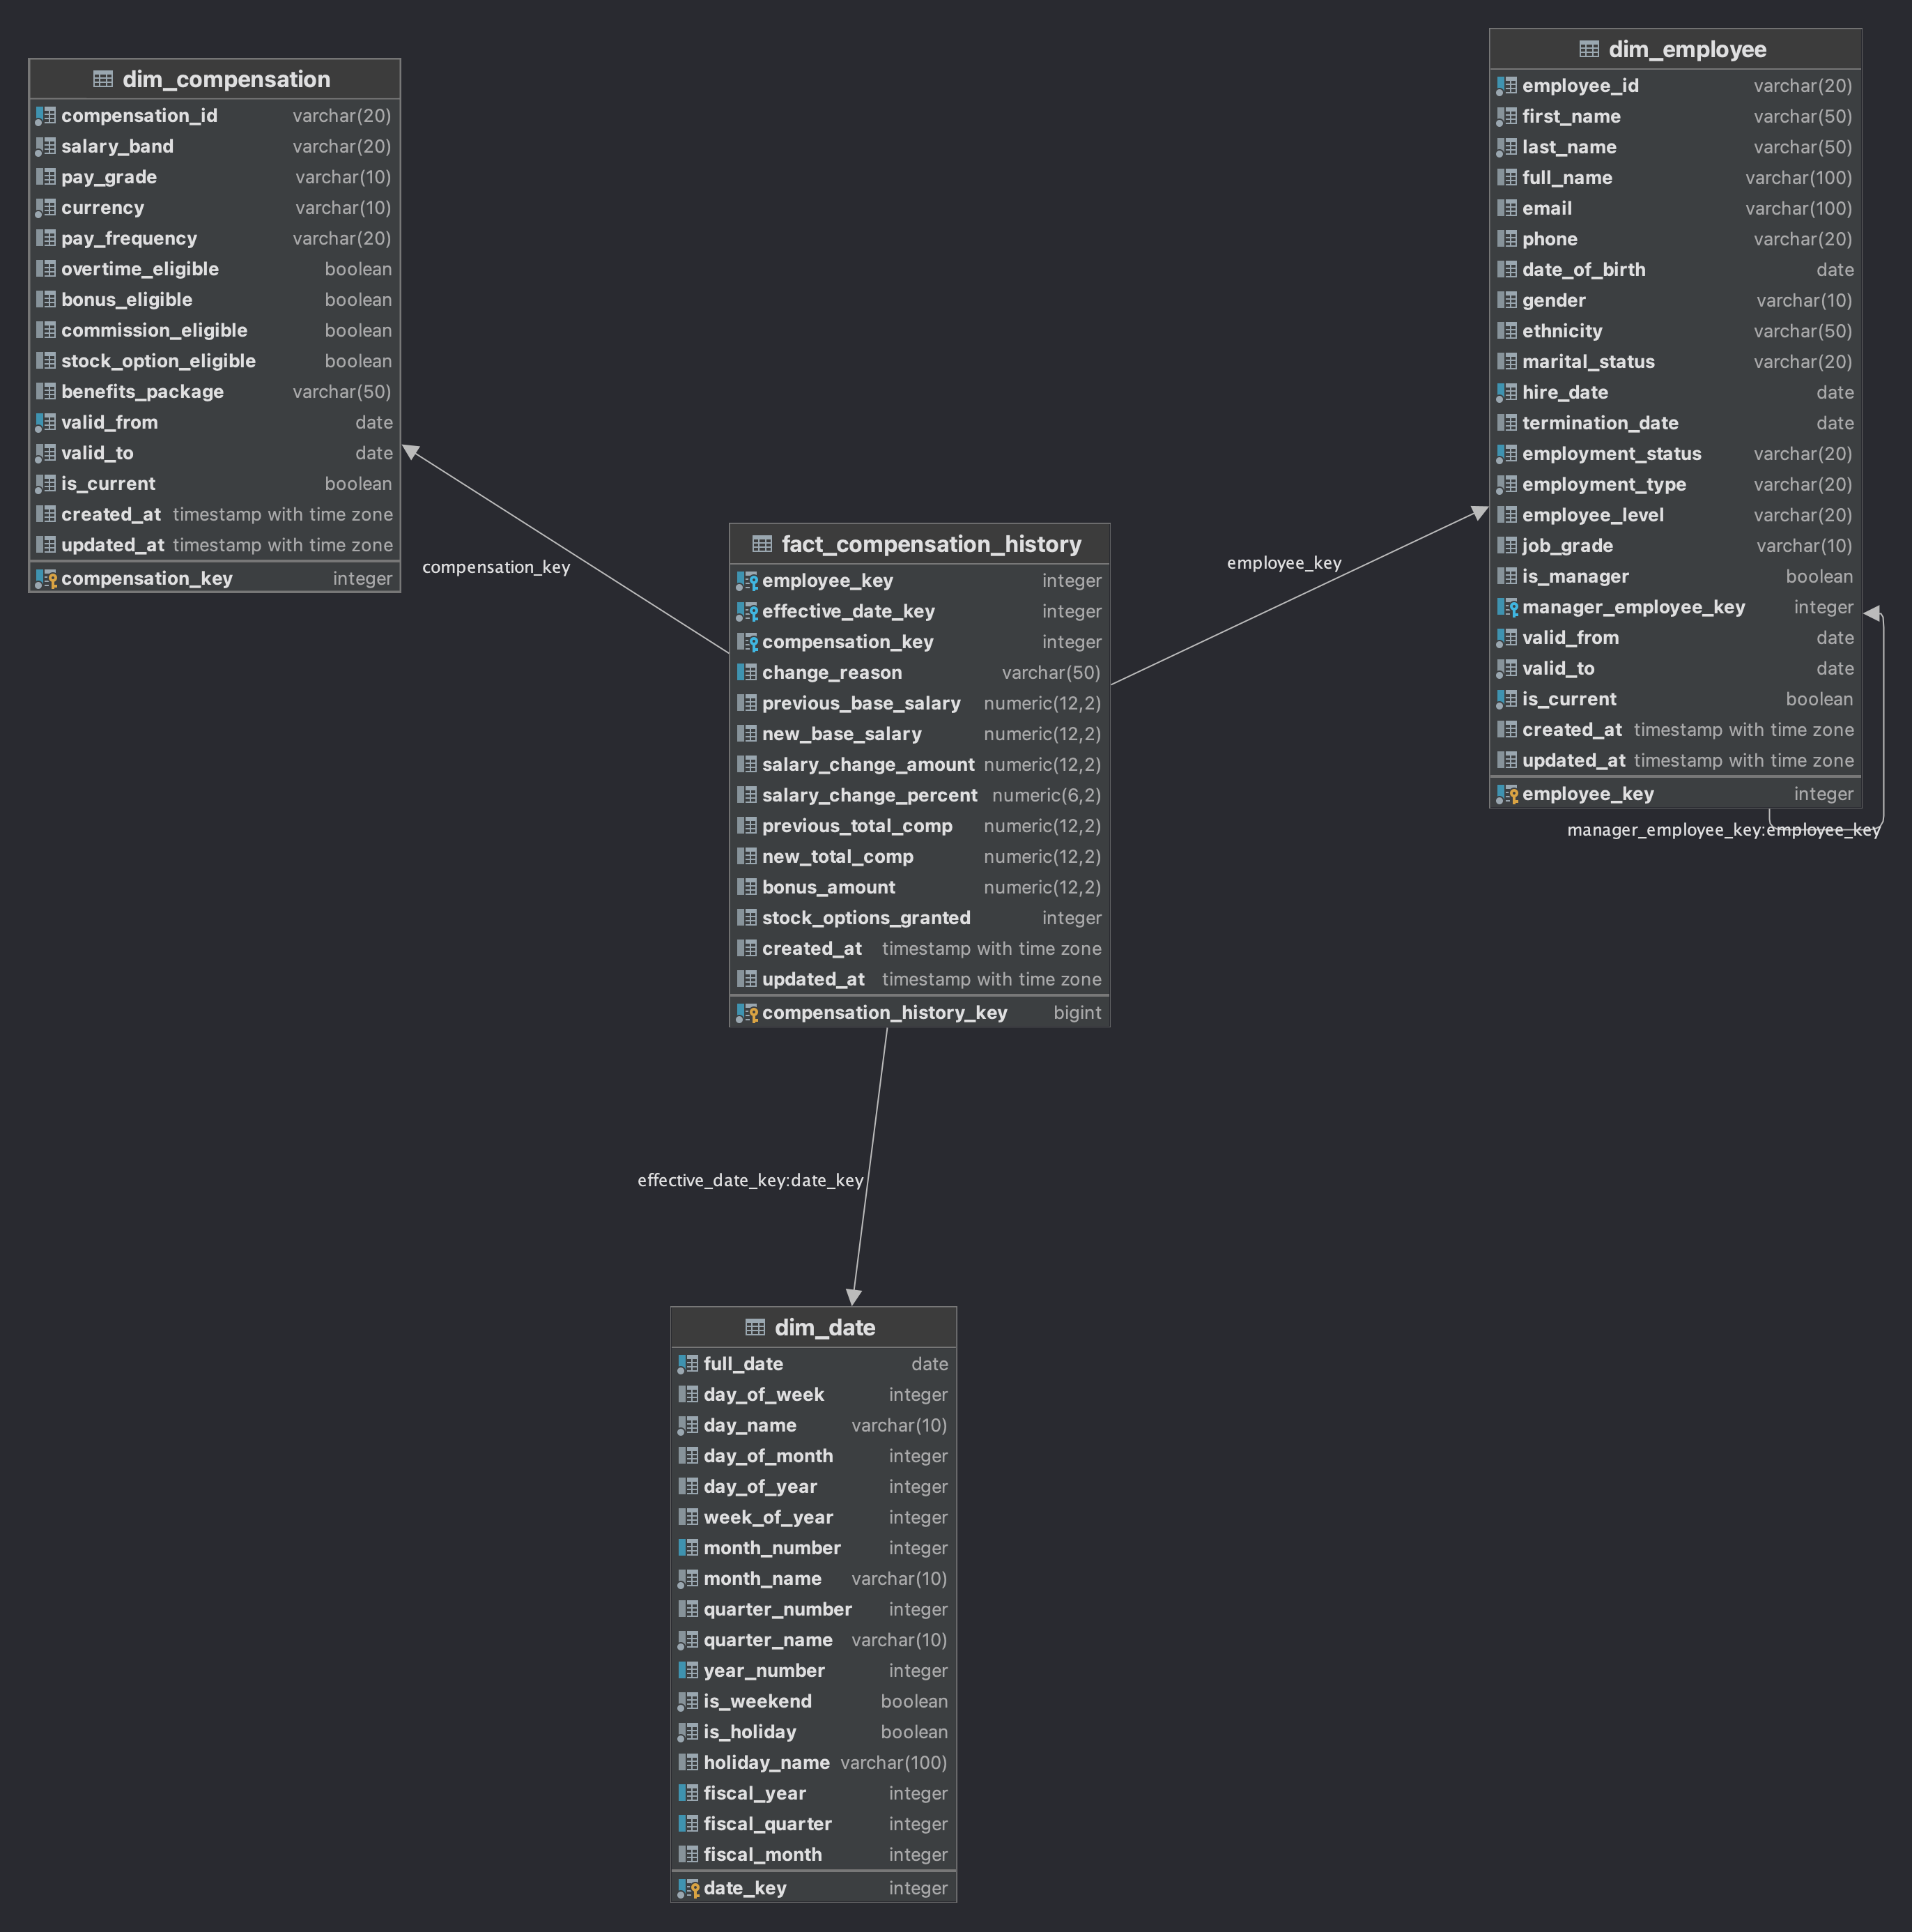 dim_compensation
compensation_id varchar(20)
salary_band varchar(20)
pay_grade varchar(10)
currency varchar(10)
pay_frequency varchar(20)
overtime_eligible boolean
bonus_eligible boolean
commission_eligible boolean
stock_option_eligible boolean
benefits_package varchar(50)
valid_from date
valid_to date
is_current boolean
created_at timestamp with time zone
updated_at timestamp with time zone
compensation_key integer
compensation_key
fact_compensation_history
employee_key integer
effective_date_key integer
compensation_key integer
change_reason varchar(50)
previous_base_salary numeric(12,2)
new_base_salary numeric(12,2)
salary_change_amount numeric(12,2)
salary_change_percent numeric(6,2)
previous_total_comp numeric(12,2)
new_total_comp numeric(12,2)
bonus_amount numeric(12,2)
stock_options_granted integer
created_at timestamp with time zone
updated_at timestamp with time zone
compensation_history_key bigint
employee_key
dim_employee
employee_id varchar(20)
first_name varchar(50)
last_name varchar(50)
full_name varchar(100)
email varchar(100)
phone varchar(20)
date_of_birth date
gender varchar(10)
ethnicity varchar(50)
marital_status varchar(20)
hire_date date
termination_date date
employment_status varchar(20)
employment_type varchar(20)
employee_level varchar(20)
job_grade varchar(10)
is_manager boolean
manager_employee_key integer
valid_from date
valid_to date
is_current boolean
created_at timestamp with time zone
updated_at timestamp with time zone
employee_key integer
manager_employee_key:employee_key
effective_date_key:date_key
dim_date
full_date date
day_of_week integer
day_name varchar(10)
day_of_month integer
day_of_year integer
week_of_year integer
month_number integer
month_name varchar(10)
quarter_number integer
quarter_name varchar(10)
year_number integer
is_weekend boolean
is_holiday boolean
holiday_name varchar(100)
fiscal_year integer
fiscal_quarter integer
fiscal_month integer
date_key integer